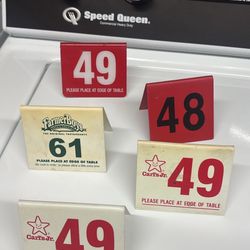 Speed Queen
Commercial Heavy Duty
49
PLEASE PLACE AT EDGE OF TABLE
48
Farmer Boys
61
PLEASE PLACE AT EDGE OF TABLE
Carl's Jr.
49
PLEASE PLACE AT EDGE OF TABLE
Carl's Jr.
49